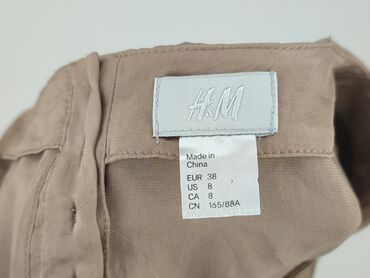 H&M
Made in
China
EUR 38
US 8
CA 8
CN 165/88A